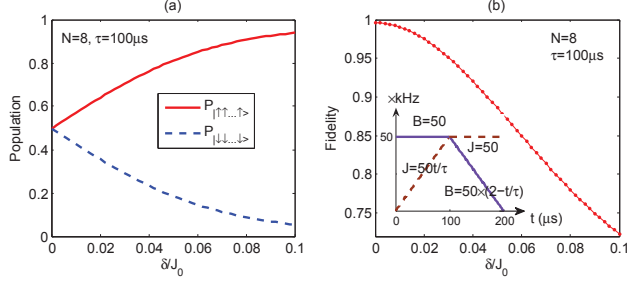 (a)
N=8, τ=100μs
P|↑↑...↑>
P|↓↓...↓>
Population
1
0.8
0.6
0.4
0.2
0
0
0.02
0.04
0.06
0.08
0.1
δ/J₀
(b)
N=8
τ=100μs
Fidelity
1
0.95
0.9
0.85
0.8
0.75
0
0.02
0.04
0.06
0.08
0.1
δ/J₀
×kHz
50
B=50
J=50
J=50t/τ
B=50×(2−t/τ)
0
100
200
t (μs)